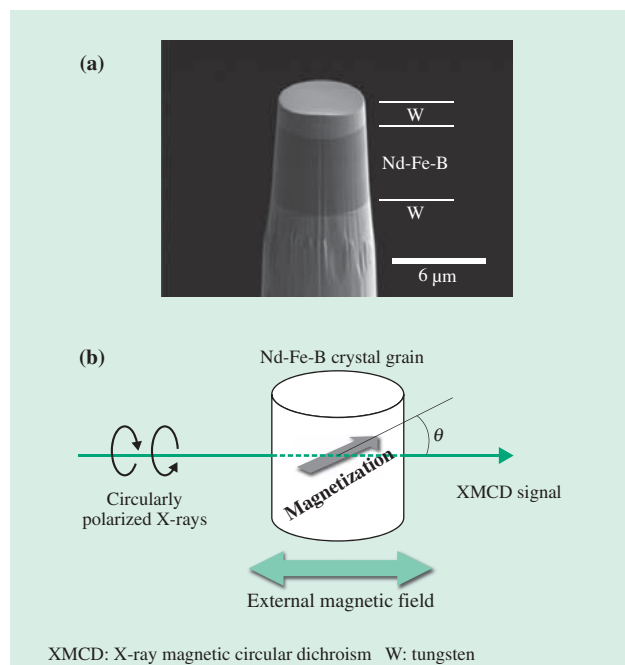 (a)
W
Nd-Fe-B
W
6 μm
(b)
Nd-Fe-B crystal grain
θ
Magnetization
Circularly
polarized X-rays
XMCD signal
External magnetic field
XMCD: X-ray magnetic circular dichroism W: tungsten